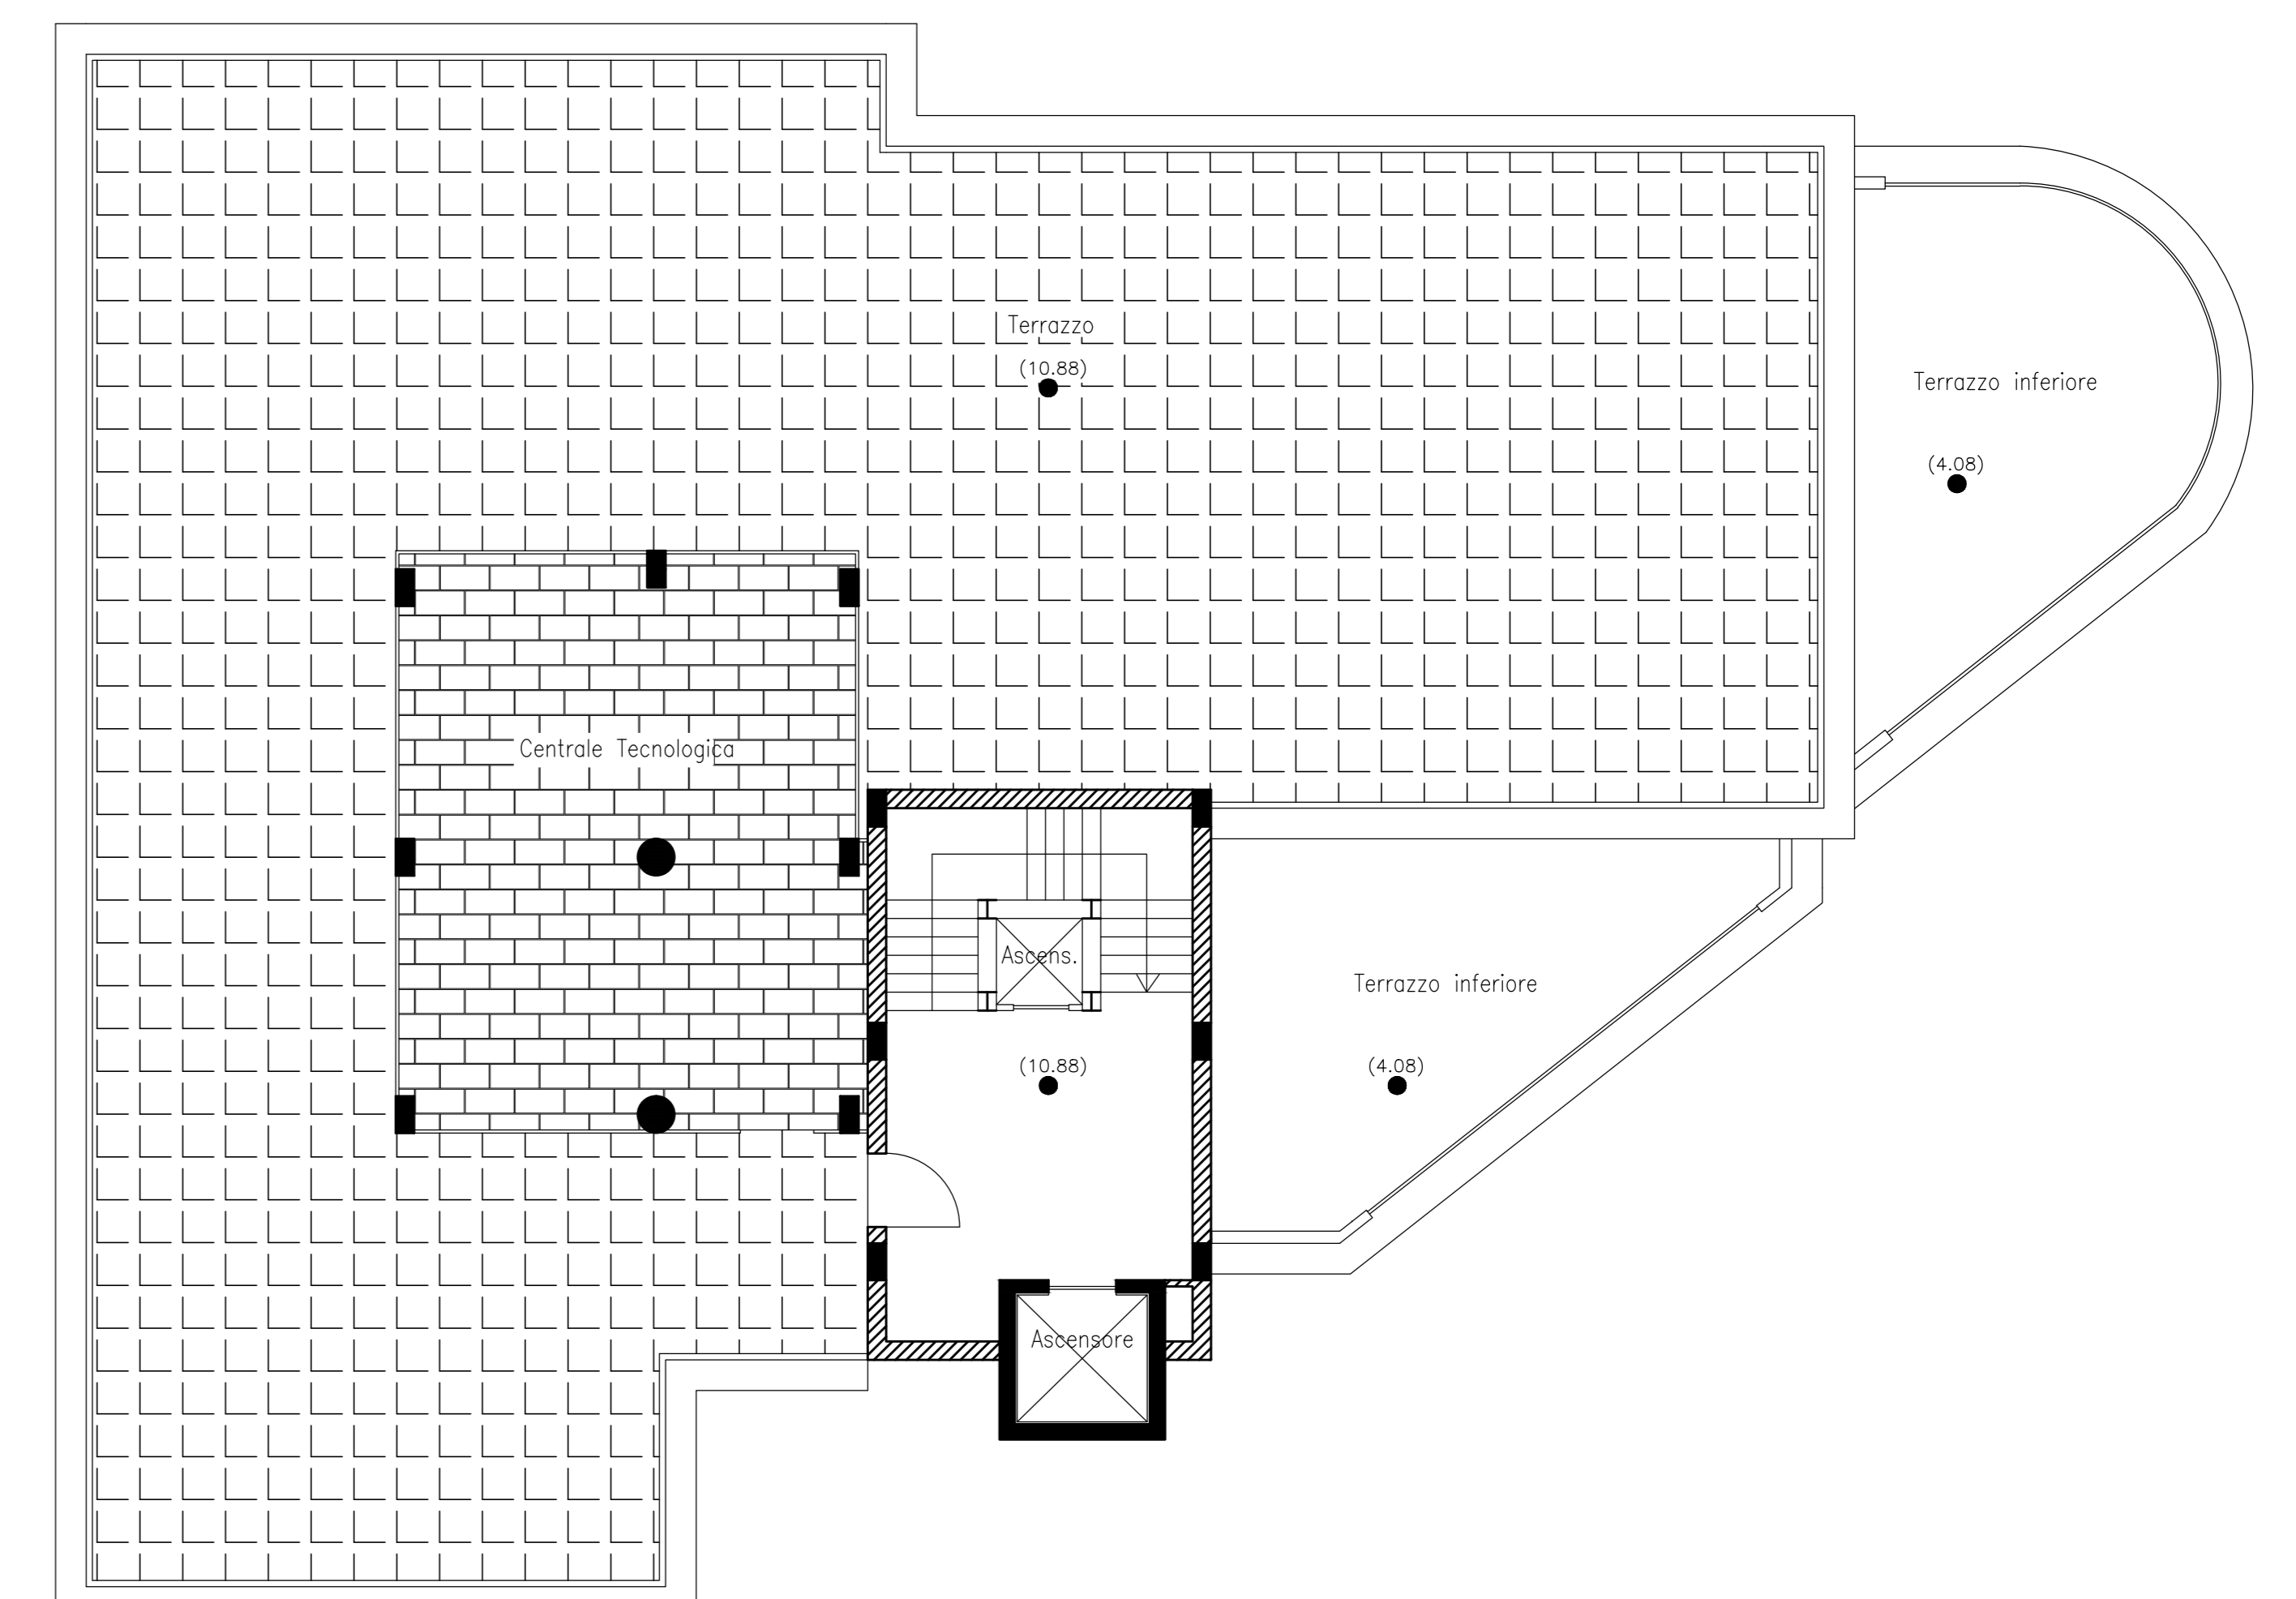 Terrazzo
(10.88)
Terrazzo inferiore
(4.08)
Centrale Tecnologica
Ascens.
Terrazzo inferiore
(10.88)
(4.08)
Ascensore